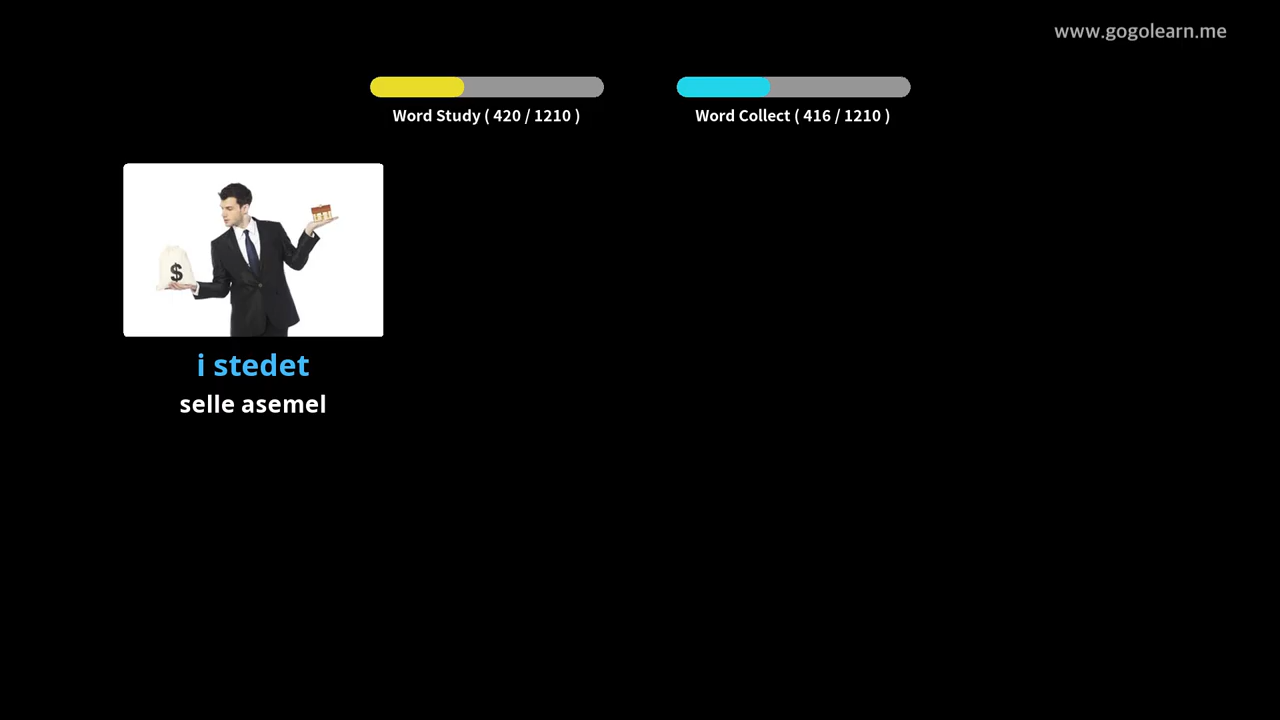 www.gogolearn.me
Word Study ( 420 / 1210 )
Word Collect ( 416 / 1210 )
$
i stedet
selle asemel